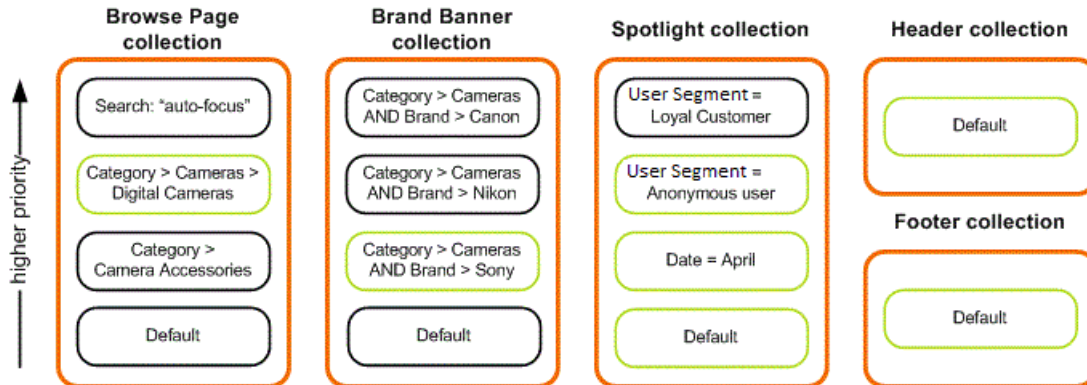 Browse Page
collection
Brand Banner
collection
Spotlight collection
Header collection
higher priority
Search: "auto-focus"
Category > Cameras >
Digital Cameras
Category >
Camera Accessories
Default
Category > Cameras
AND Brand > Canon
Category > Cameras
AND Brand > Nikon
Category > Cameras
AND Brand > Sony
Default
User Segment =
Loyal Customer
User Segment =
Anonymous user
Date = April
Default
Default
Footer collection
Default